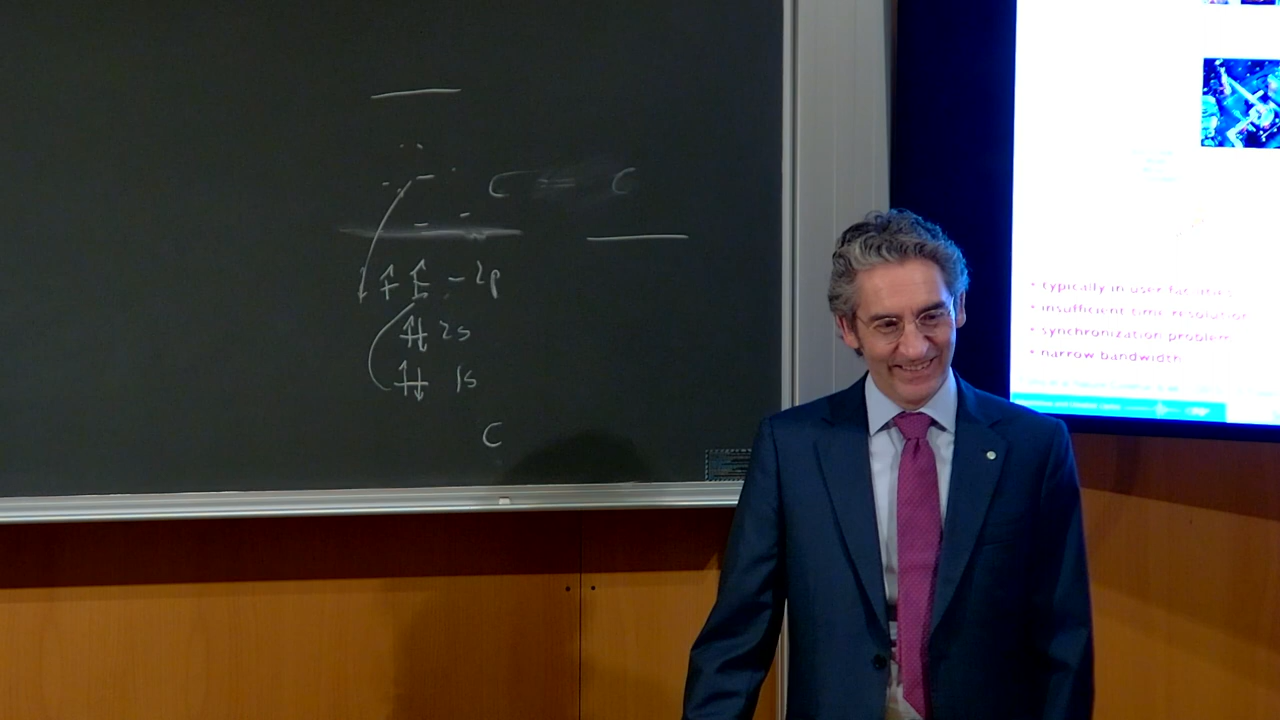 C = C
2p
2s
1s
C
• typically in user facilities
• insufficient time resolution
• synchronization problem
• narrow bandwidth